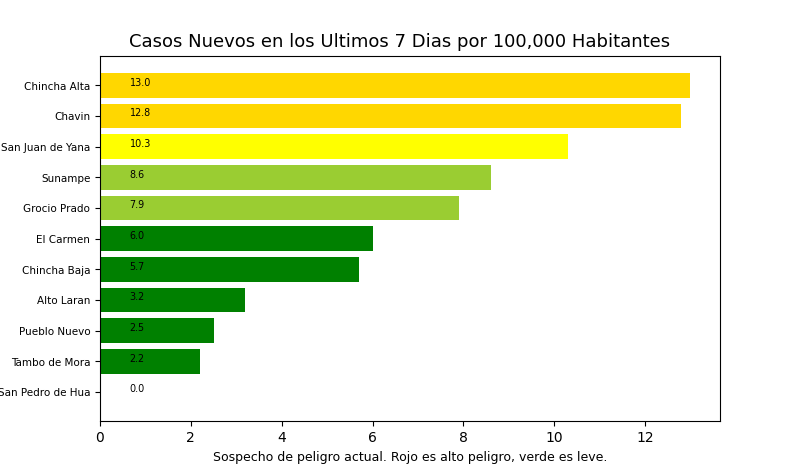 Casos Nuevos en los Ultimos 7 Dias por 100,000 Habitantes
Chincha Alta 13.0
Chavin 12.8
San Juan de Yana 10.3
Sunampe 8.6
Grocio Prado 7.9
El Carmen 6.0
Chincha Baja 5.7
Alto Laran 3.2
Pueblo Nuevo 2.5
Tambo de Mora 2.2
San Pedro de Hua 0.0
0 2 4 6 8 10 12
Sospecho de peligro actual. Rojo es alto peligro, verde es leve.